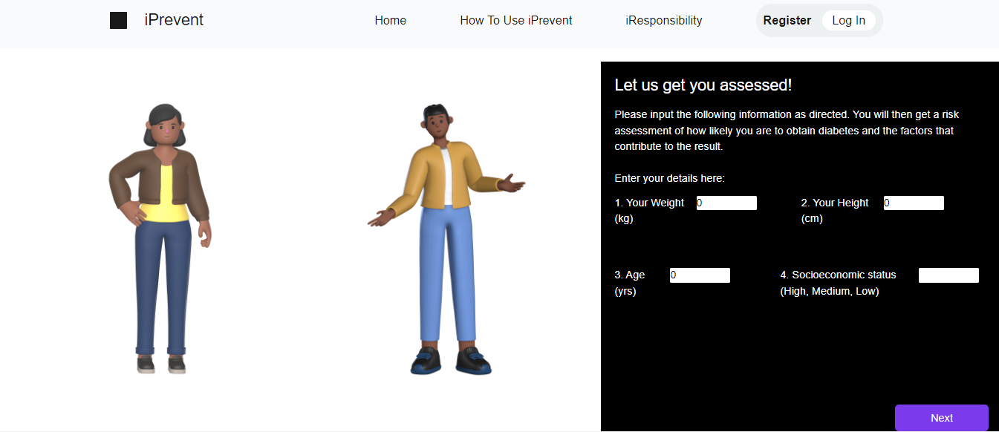 iPrevent
Home
How To Use iPrevent
iResponsibility
Register
Log In
Let us get you assessed!
Please input the following information as directed. You will then get a risk
assessment of how likely you are to obtain diabetes and the factors that
contribute to the result.
Enter your details here:
1. Your Weight
(kg)
0
2. Your Height
(cm)
0
3. Age
(yrs)
0
4. Socioeconomic status
(High, Medium, Low)
Next